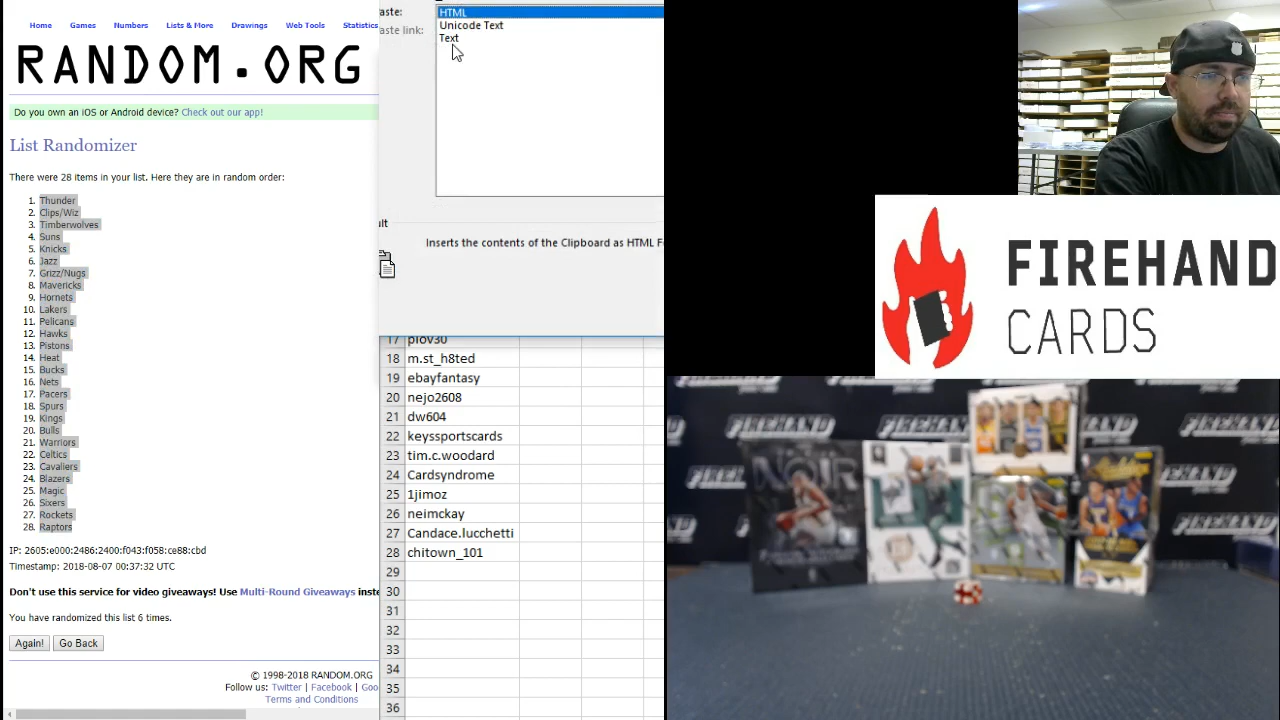 Home Games Numbers Lists & More Drawings Web Tools Statistics
RANDOM.ORG
Do you own an iOS or Android device? Check out our app!
List Randomizer
There were 28 items in your list. Here they are in random order:
1. Thunder
2. Clips/Wiz
3. Timberwolves
4. Suns
5. Knicks
6. Jazz
7. Grizz/Nugs
8. Mavericks
9. Hornets
10. Lakers
11. Pelicans
12. Hawks
13. Pistons
14. Heat
15. Bucks
16. Nets
17. Pacers
18. Spurs
19. Kings
20. Bulls
21. Warriors
22. Celtics
23. Cavaliers
24. Blazers
25. Magic
26. Sixers
27. Rockets
28. Raptors
IP: 2605:e000:2486:2400:f043:f058:ce88:cbd
Timestamp: 2018-08-07 00:37:32 UTC
Don't use this service for video giveaways! Use Multi-Round Giveaways inste
You have randomized this list 6 times.
Again! Go Back
© 1998-2018 RANDOM.ORG
Follow us: Twitter | Facebook | Goo
Terms and Conditions
aste:
aste link:
HTML
Unicode Text
Text
ult
Inserts the contents of the Clipboard as HTML F
17 plov30
18 m.st_h8ted
19 ebayfantasy
20 nejo2608
21 dw604
22 keyssportscards
23 tim.c.woodard
24 Cardsyndrome
25 1jimoz
26 neimckay
27 Candace.lucchetti
28 chitown_101
29
30
31
32
33
34
35
36
FIREHAND
CARDS
NOIR